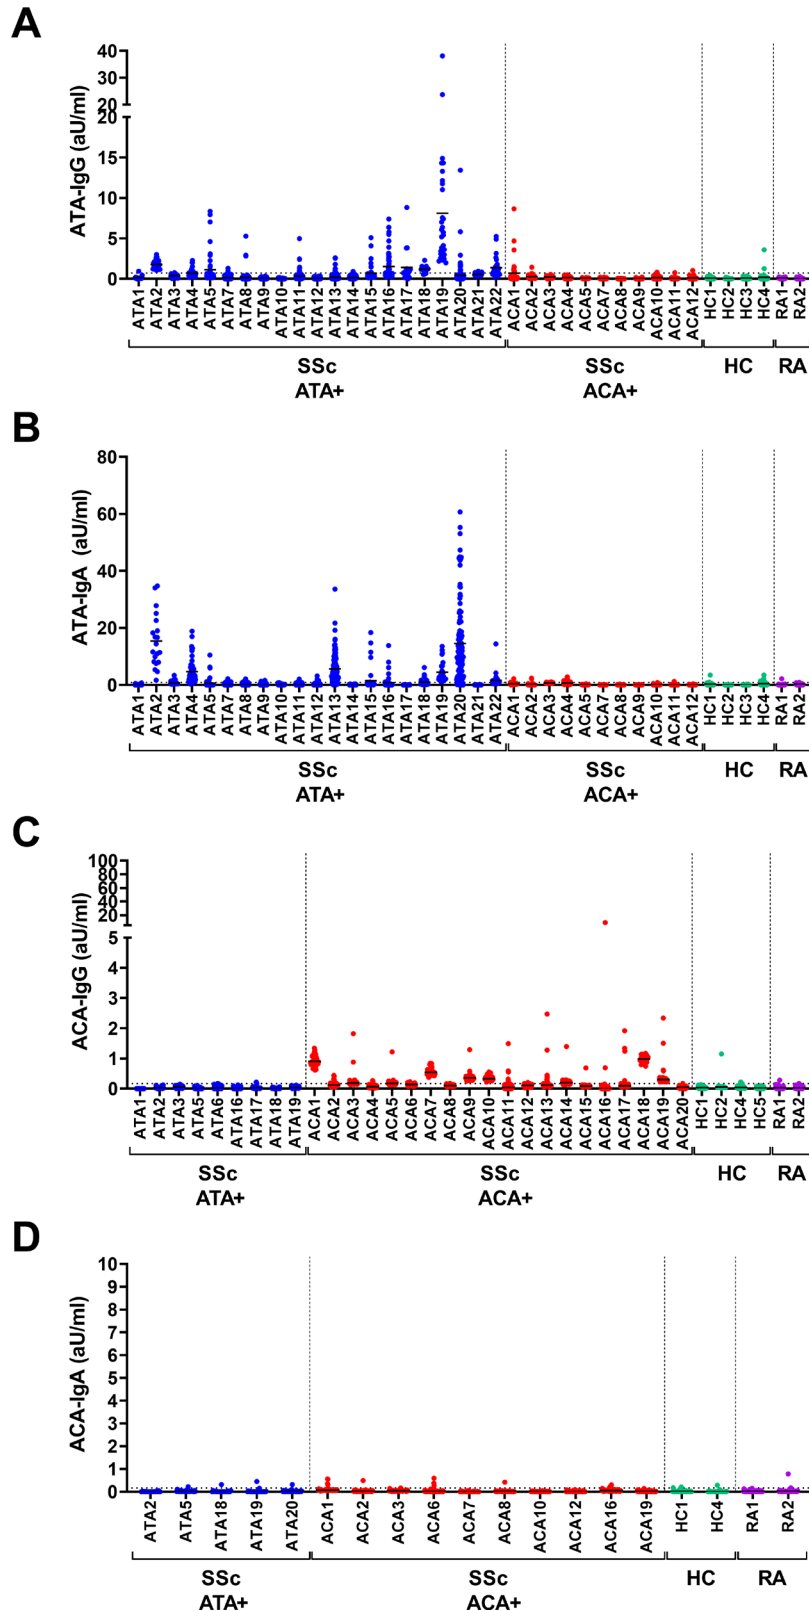 A
ATA-IgG (aU/ml)
40
30
20
20
15
10
5
0
ATA1 ATA2 ATA3 ATA4 ATA5 ATA7 ATA8 ATA9 ATA10 ATA11 ATA12 ATA13 ATA14 ATA15 ATA16 ATA17 ATA18 ATA19 ATA20 ATA21 ATA22 ACA1 ACA2 ACA3 ACA4 ACA5 ACA7 ACA8 ACA9 ACA10 ACA11 ACA12 HC1 HC2 HC3 HC4 RA1 RA2
SSc SSc HC RA
ATA+ ACA+
B
ATA-IgA (aU/ml)
80
60
40
20
0
ATA1 ATA2 ATA3 ATA4 ATA5 ATA7 ATA8 ATA9 ATA10 ATA11 ATA12 ATA13 ATA14 ATA15 ATA16 ATA17 ATA18 ATA19 ATA20 ATA21 ATA22 ACA1 ACA2 ACA3 ACA4 ACA5 ACA7 ACA8 ACA9 ACA10 ACA11 ACA12 HC1 HC2 HC3 HC4 RA1 RA2
SSc SSc HC RA
ATA+ ACA+
C
ACA-IgG (aU/ml)
100
80
60
40
20
5
4
3
2
1
0
ATA1 ATA2 ATA3 ATA5 ATA6 ATA16 ATA17 ATA18 ATA19 ACA1 ACA2 ACA3 ACA4 ACA5 ACA6 ACA7 ACA8 ACA9 ACA10 ACA11 ACA12 ACA13 ACA14 ACA15 ACA16 ACA17 ACA18 ACA19 ACA20 HC1 HC2 HC4 HC5 RA1 RA2
SSc SSc HC RA
ATA+ ACA+
D
ACA-IgA (aU/ml)
10
9
8
7
6
5
4
3
2
1
0
ATA2 ATA5 ATA18 ATA19 ATA20 ACA1 ACA2 ACA3 ACA6 ACA7 ACA8 ACA10 ACA12 ACA16 ACA19 HC1 HC4 RA1 RA2
SSc SSc HC RA
ATA+ ACA+